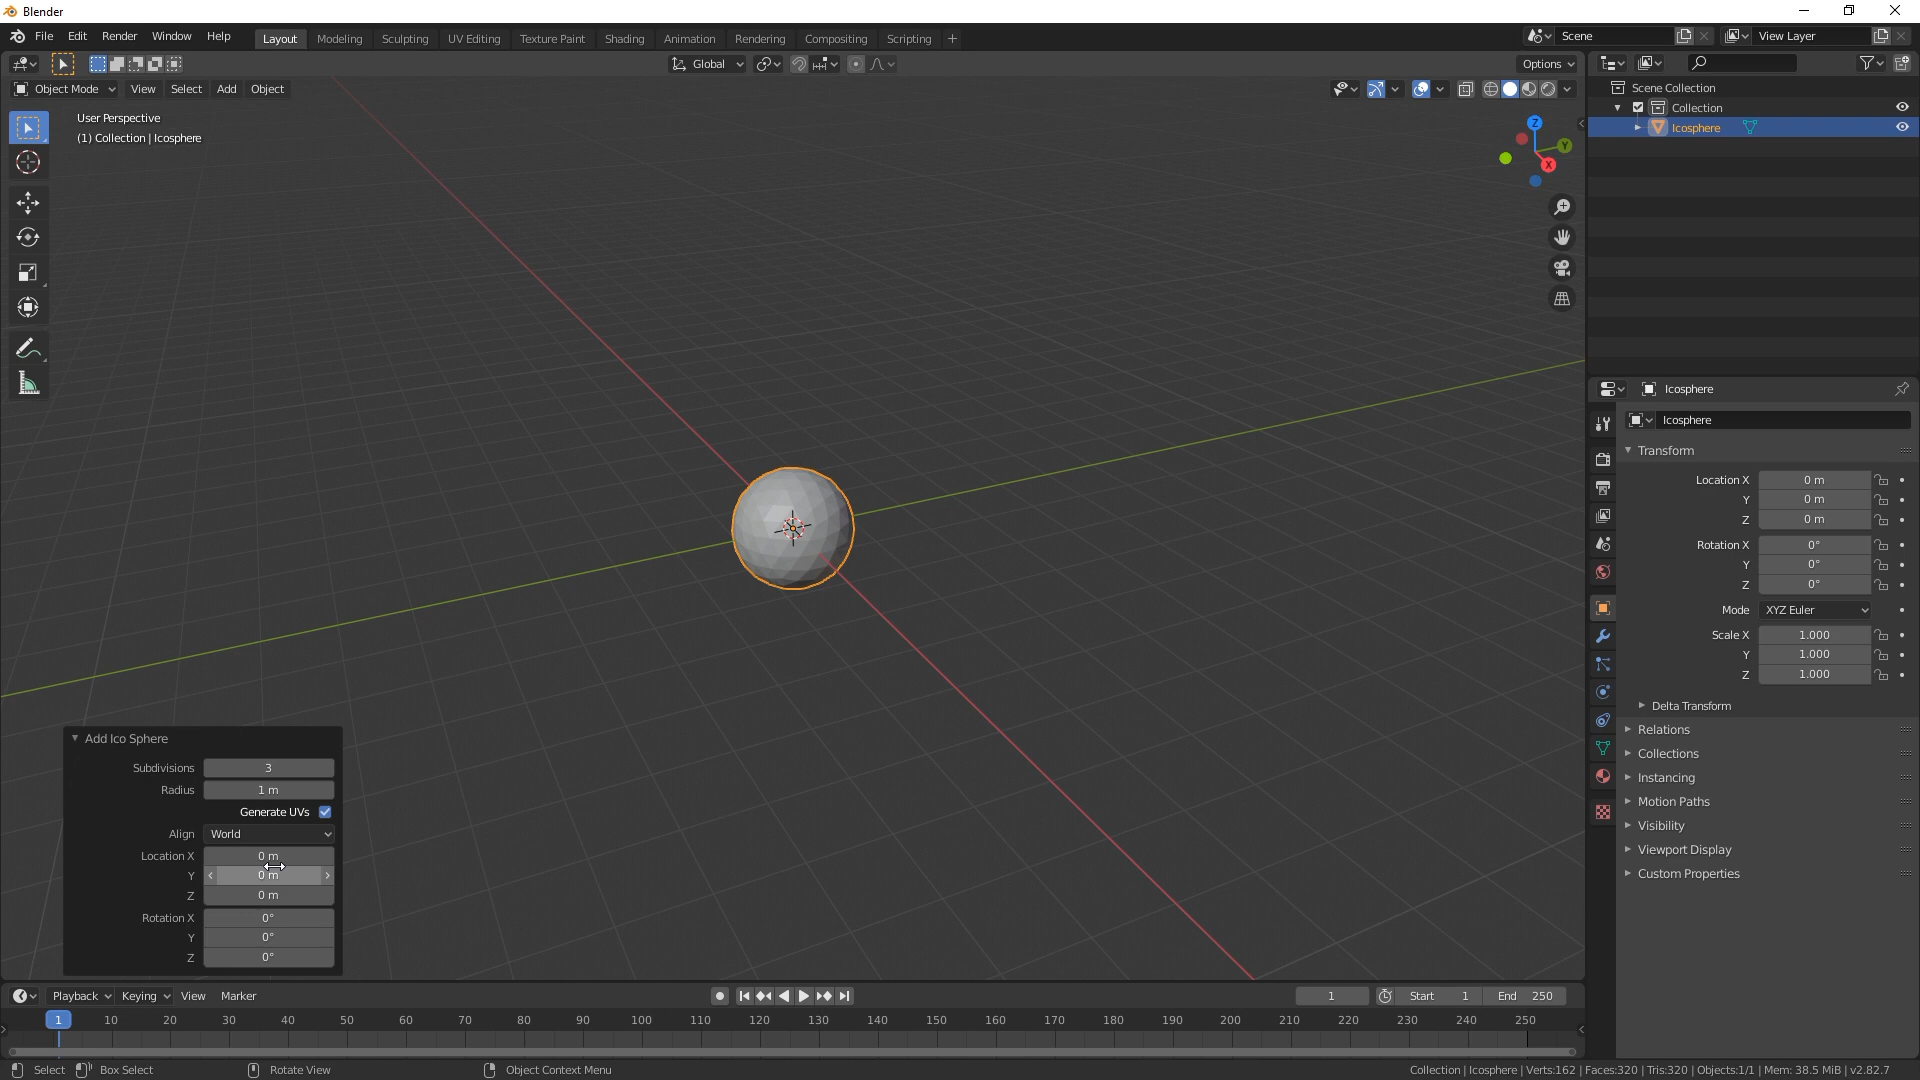 Blender
File Edit Render Window Help Layout Modeling Sculpting UV Editing Texture Paint Shading Animation Rendering Compositing Scripting + Scene View Layer
Global Options
Object Mode View Select Add Object
User Perspective
(1) Collection | Icosphere
Z
Y
X
Scene Collection
Collection
Icosphere
Icosphere
Icosphere
Transform
Location X 0 m
Y 0 m
Z 0 m
Rotation X 0°
Y 0°
Z 0°
Mode XYZ Euler
Scale X 1.000
Y 1.000
Z 1.000
Delta Transform
Relations
Collections
Instancing
Motion Paths
Visibility
Viewport Display
Custom Properties
Add Ico Sphere
Subdivisions 3
Radius 1 m
Generate UVs
Align World
Location X 0 m
Y 0 m
Z 0 m
Rotation X 0°
Y 0°
Z 0°
Playback Keying View Marker 1 Start 1 End 250
1 10 20 30 40 50 60 70 80 90 100 110 120 130 140 150 160 170 180 190 200 210 220 230 240 250
Select Box Select Rotate View Object Context Menu Collection | Icosphere | Verts:162 | Faces:320 | Tris:320 | Objects:1/1 | Mem: 38.5 MiB | v2.82.7